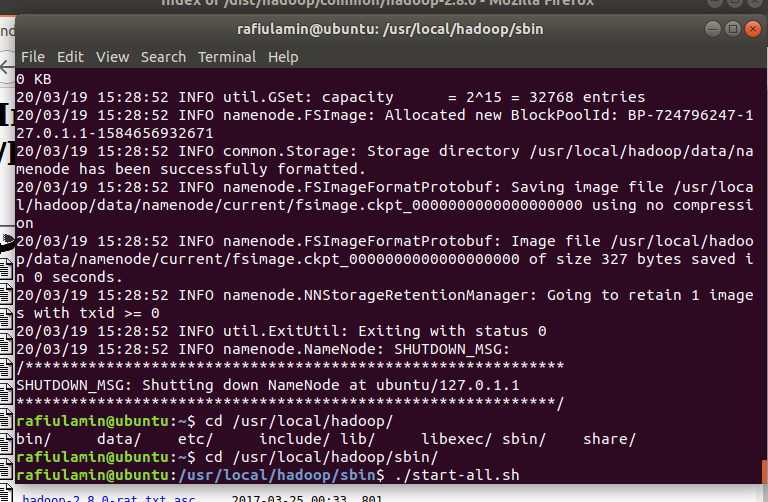 Index of /dist/hadoop/common/hadoop-2.8.0 - Mozilla Firefox
rafiulamin@ubuntu: /usr/local/hadoop/sbin
File Edit View Search Terminal Help
0 KB
20/03/19 15:28:52 INFO util.GSet: capacity      = 2^15 = 32768 entries
20/03/19 15:28:52 INFO namenode.FSImage: Allocated new BlockPoolId: BP-724796247-1
27.0.1.1-1584656932671
20/03/19 15:28:52 INFO common.Storage: Storage directory /usr/local/hadoop/data/na
menode has been successfully formatted.
20/03/19 15:28:52 INFO namenode.FSImageFormatProtobuf: Saving image file /usr/loca
l/hadoop/data/namenode/current/fsimage.ckpt_0000000000000000000 using no compressi
on
20/03/19 15:28:52 INFO namenode.FSImageFormatProtobuf: Image file /usr/local/hadoo
p/data/namenode/current/fsimage.ckpt_0000000000000000000 of size 327 bytes saved i
n 0 seconds.
20/03/19 15:28:52 INFO namenode.NNStorageRetentionManager: Going to retain 1 image
s with txid >= 0
20/03/19 15:28:52 INFO util.ExitUtil: Exiting with status 0
20/03/19 15:28:52 INFO namenode.NameNode: SHUTDOWN_MSG:
/************************************************************
SHUTDOWN_MSG: Shutting down NameNode at ubuntu/127.0.1.1
************************************************************/
rafiulamin@ubuntu:~$ cd /usr/local/hadoop/
bin/     data/    etc/     include/ lib/     libexec/ sbin/    share/
rafiulamin@ubuntu:~$ cd /usr/local/hadoop/sbin/
rafiulamin@ubuntu:/usr/local/hadoop/sbin$ ./start-all.sh
hadoop-2.8.0-rat.txt.asc    2017-03-25 00:33  801